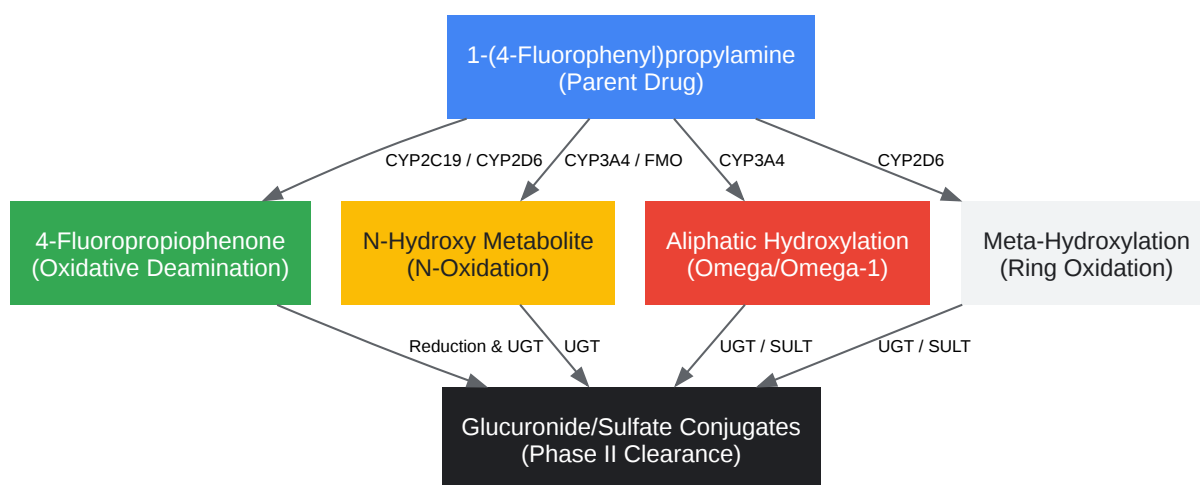 1-(4-Fluorophenyl)propylamine
(Parent Drug)
CYP2C19 / CYP2D6
CYP3A4 / FMO
CYP3A4
CYP2D6
4-Fluoropropiophenone
(Oxidative Deamination)
N-Hydroxy Metabolite
(N-Oxidation)
Aliphatic Hydroxylation
(Omega/Omega-1)
Meta-Hydroxylation
(Ring Oxidation)
Reduction & UGT
UGT
UGT / SULT
UGT / SULT
Glucuronide/Sulfate Conjugates
(Phase II Clearance)